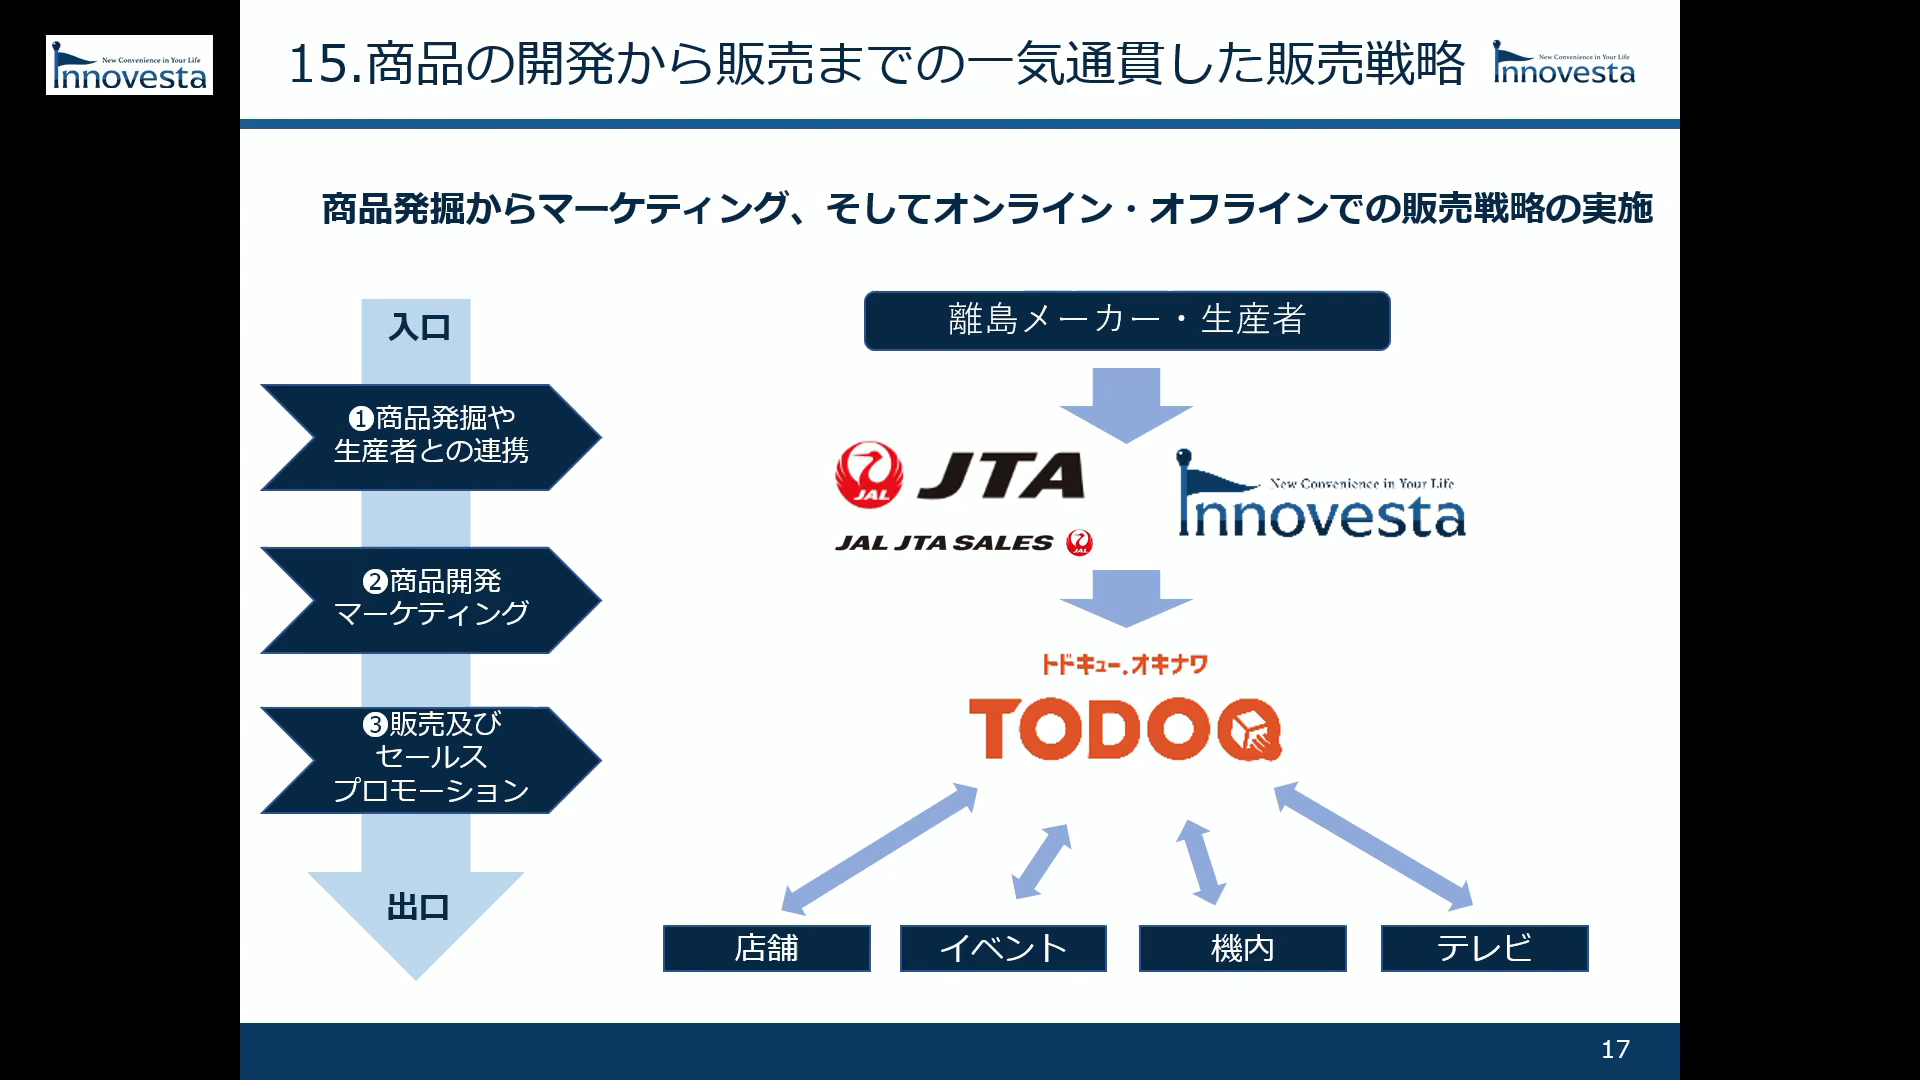 New Convenience in Your Life
Innovesta
15.商品の開発から販売までの一気通貫した販売戦略
New Convenience in Your Life
Innovesta
商品発掘からマーケティング、そしてオンライン・オフラインでの販売戦略の実施
入口
❶商品発掘や
生産者との連携
❷商品開発
マーケティング
❸販売及び
セールス
プロモーション
出口
離島メーカー・生産者
JAL
JTA
JAL JTA SALES
JAL
New Convenience in Your Life
Innovesta
トドキュー.オキナワ
TODOQ
店舗
イベント
機内
テレビ
17